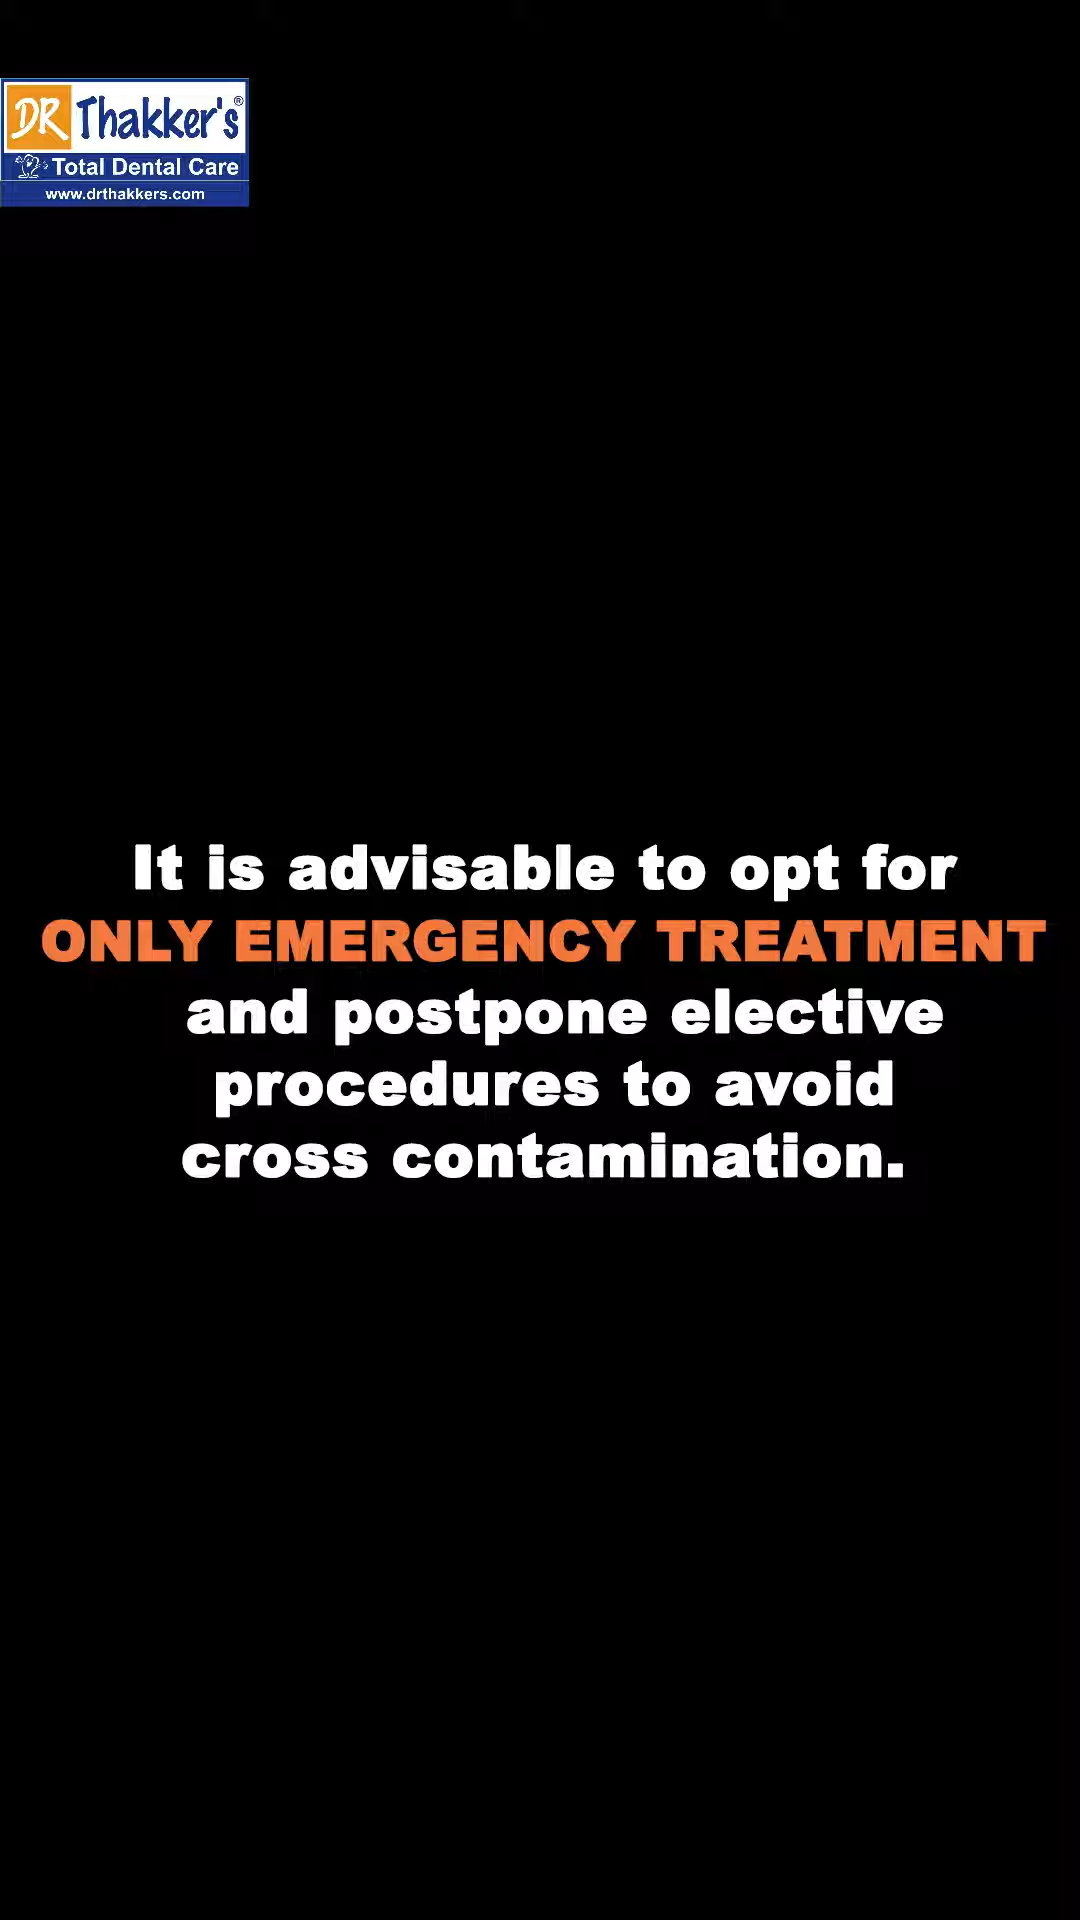 DR Thakker's®
Total Dental Care
www.drthakkers.com
It is advisable to opt for
ONLY EMERGENCY TREATMENT
and postpone elective
procedures to avoid
cross contamination.